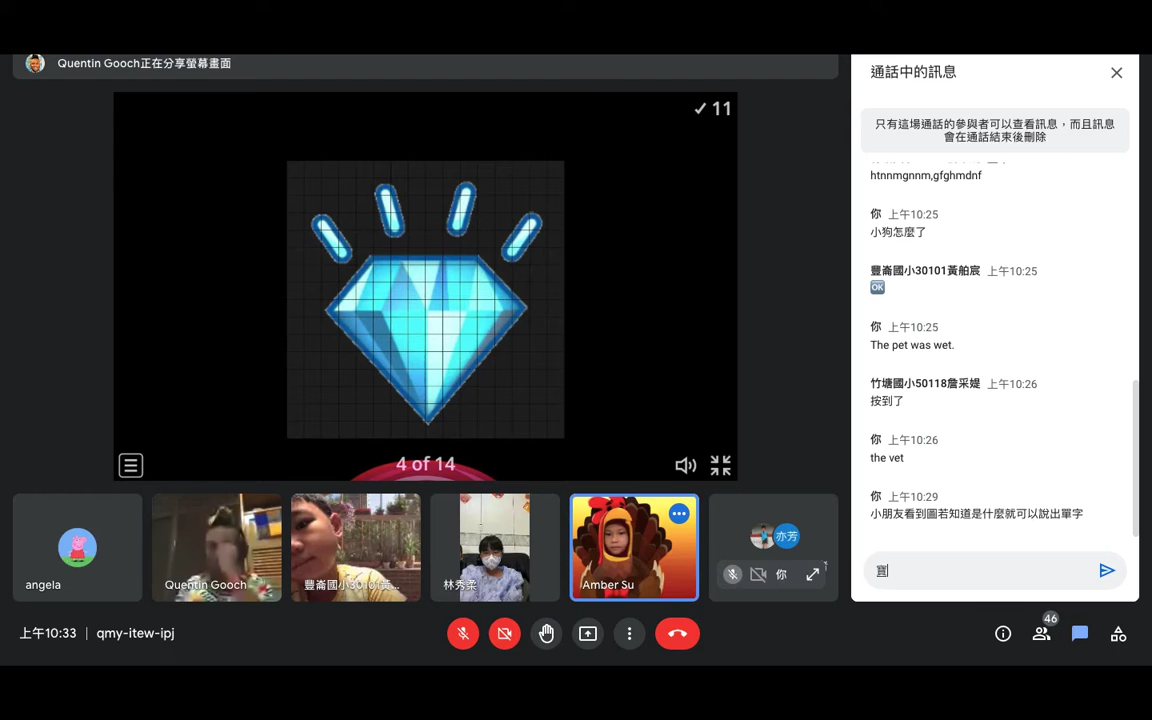 Quentin Gooch正在分享螢幕畫面
✓ 11
4 of 14
angela
Quentin Gooch
豐崙國小30101黃...
林秀柔
Amber Su
亦芳
你
上午10:33 | qmy-itew-ipj
通話中的訊息
只有這場通話的參與者可以查看訊息，而且訊息
會在通話結束後刪除
htnnmgnnm,gfghmdnf
你 上午10:25
小狗怎麼了
豐崙國小30101黃舶宸 上午10:25
OK
你 上午10:25
The pet was wet.
竹塘國小50118詹采媞 上午10:26
按到了
你 上午10:26
the vet
你 上午10:29
小朋友看到圖若知道是什麼就可以說出單字
寶
46